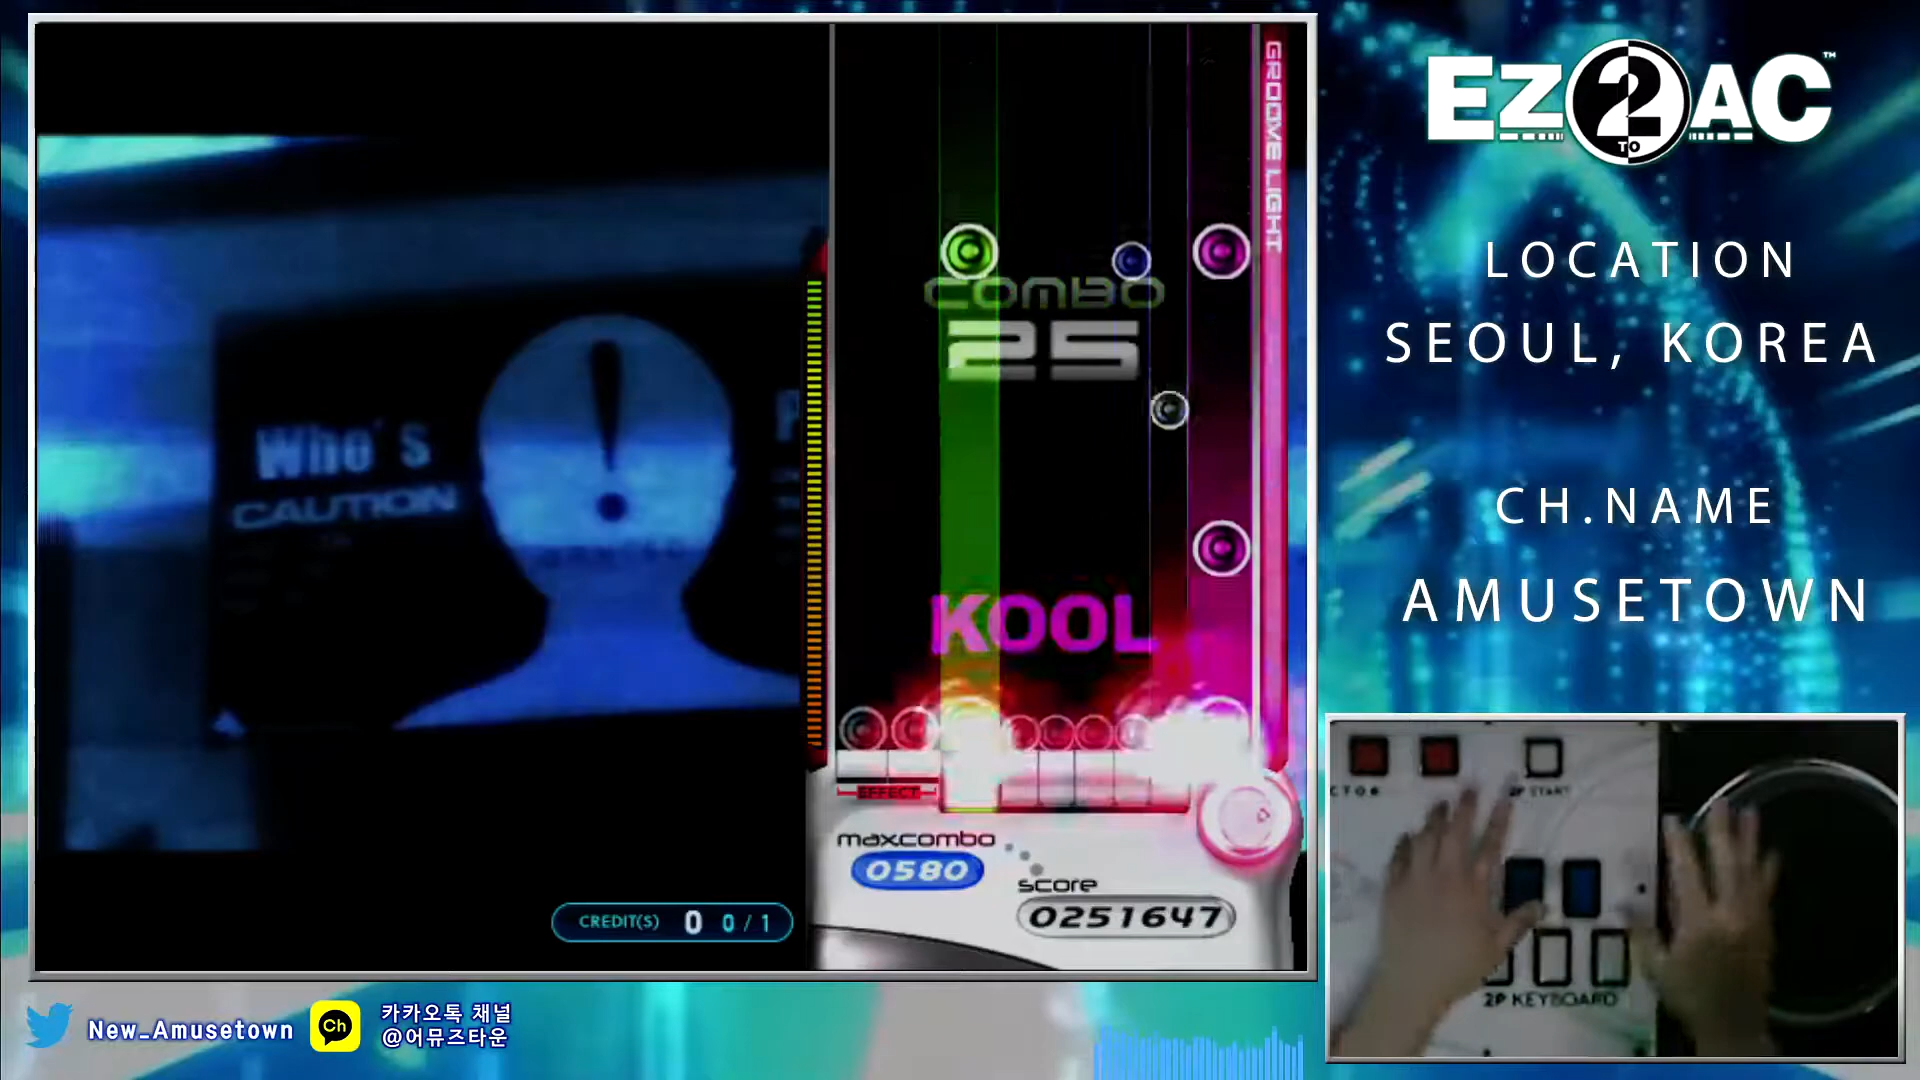 Who's
CAUTION
GROOVE LIGHT
COMBO
25
KOOL
EFFECT
maxcombo
0580
score
0251647
CREDIT(S) 0 0 / 1
EZ2AC™
TO
LOCATION
SEOUL, KOREA
CH.NAME
AMUSETOWN
2P START
2P KEYBOARD
New_Amusetown
Ch
카카오톡 채널
@어뮤즈타운